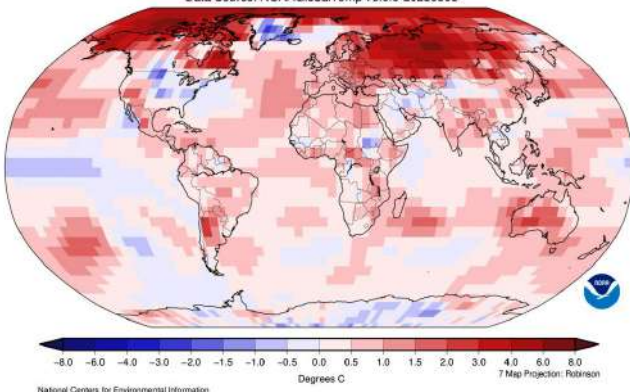 noaa
-8.0 -4.0 -3.0 -2.0 -1.5 -1.0 -0.5 0.0 0.5 1.0 1.5 2.0 3.0 4.0 6.0 8.0
Degrees C
7 Map Projection: Robinson
National Centers for Environmental Information